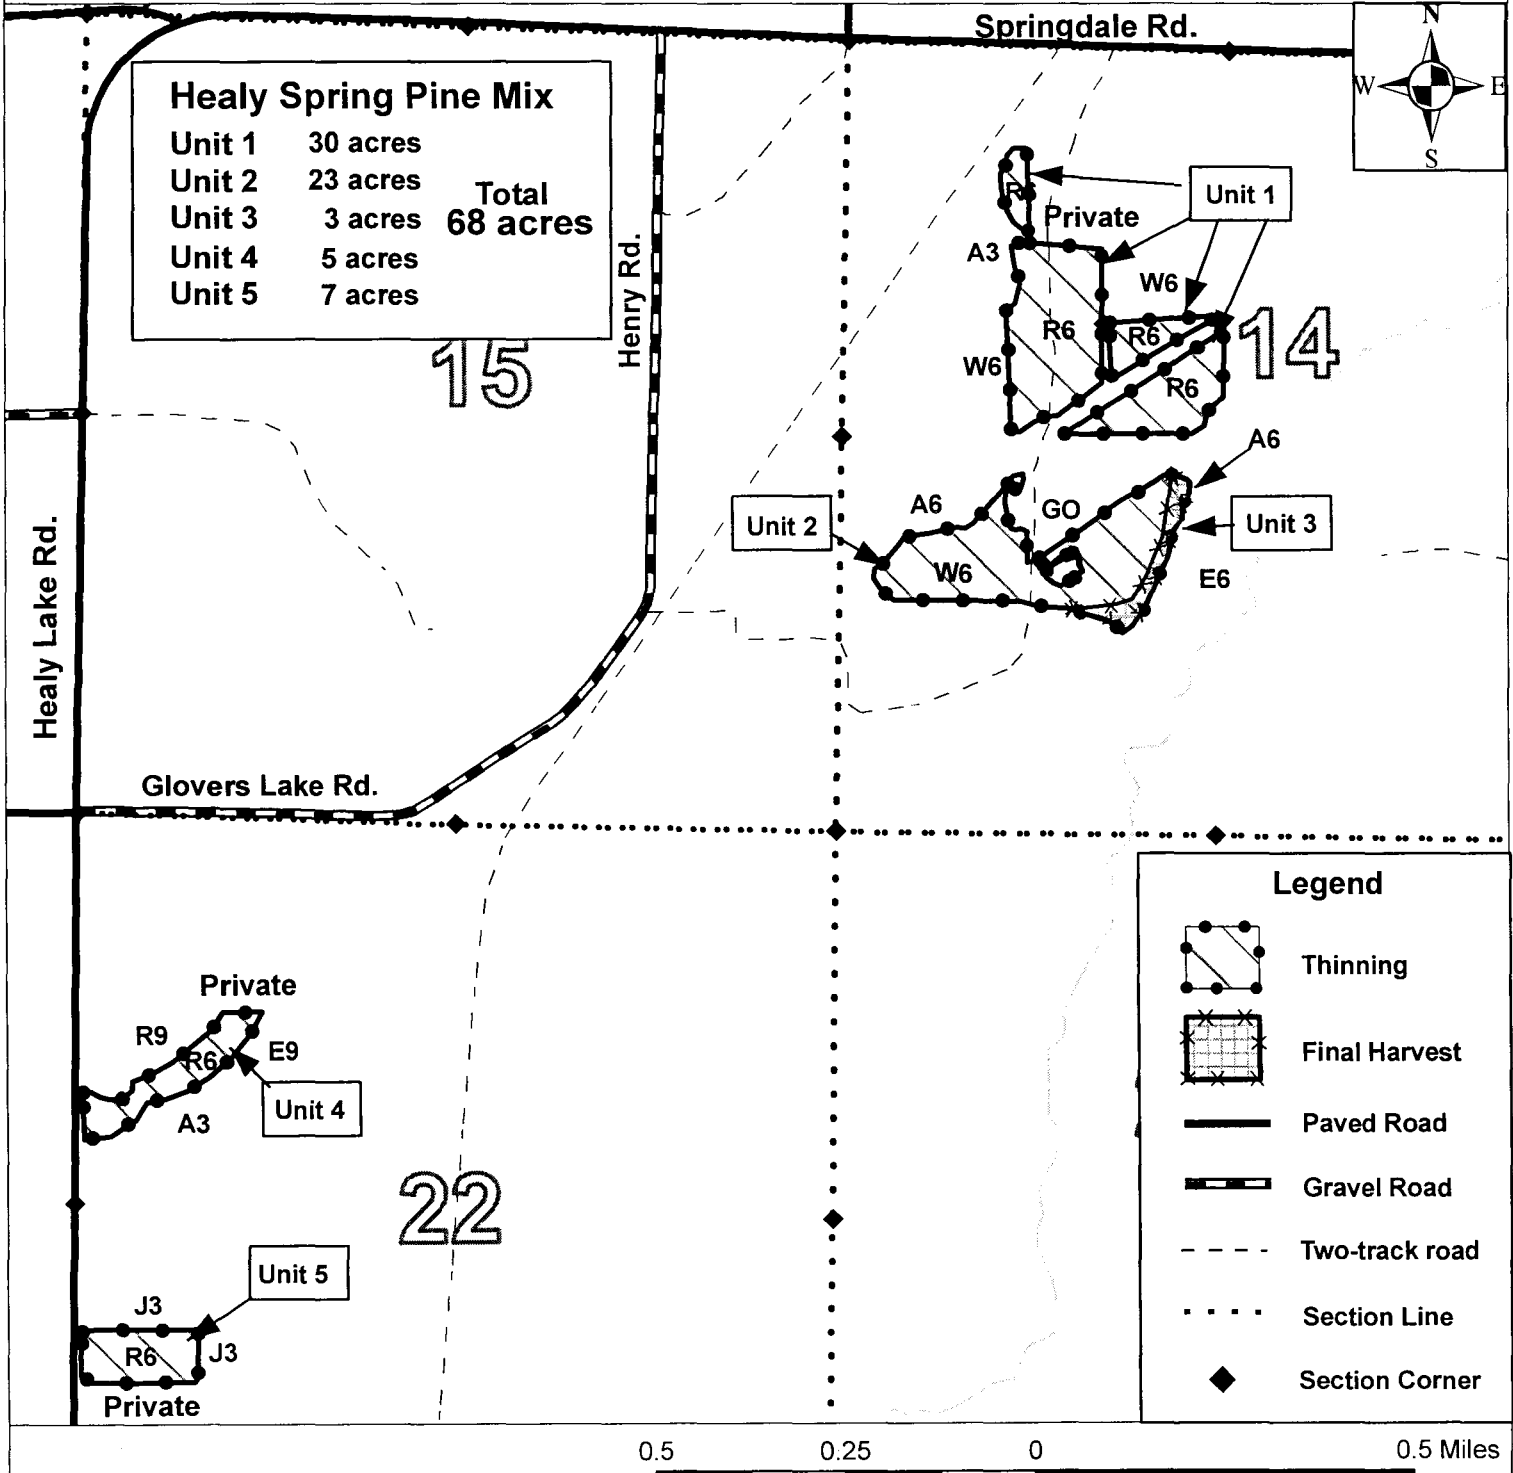 Springdale Rd.
N
W E
S
Healy Spring Pine Mix
Unit 1 30 acres
Unit 2 23 acres
Unit 3 3 acres
Unit 4 5 acres
Unit 5 7 acres
Total
68 acres
Henry Rd.
Healy Lake Rd.
Glovers Lake Rd.
15
14
22
R6
Unit 1
Private
A3
W6
R6
R6
W6
R6
A6
A6
GO
Unit 2
Unit 3
W6
E6
Private
R9
R6
E9
Unit 4
A3
Unit 5
J3
R6
J3
Private
Legend
Thinning
Final Harvest
Paved Road
Gravel Road
Two-track road
Section Line
Section Corner
0.5 0.25 0 0.5 Miles